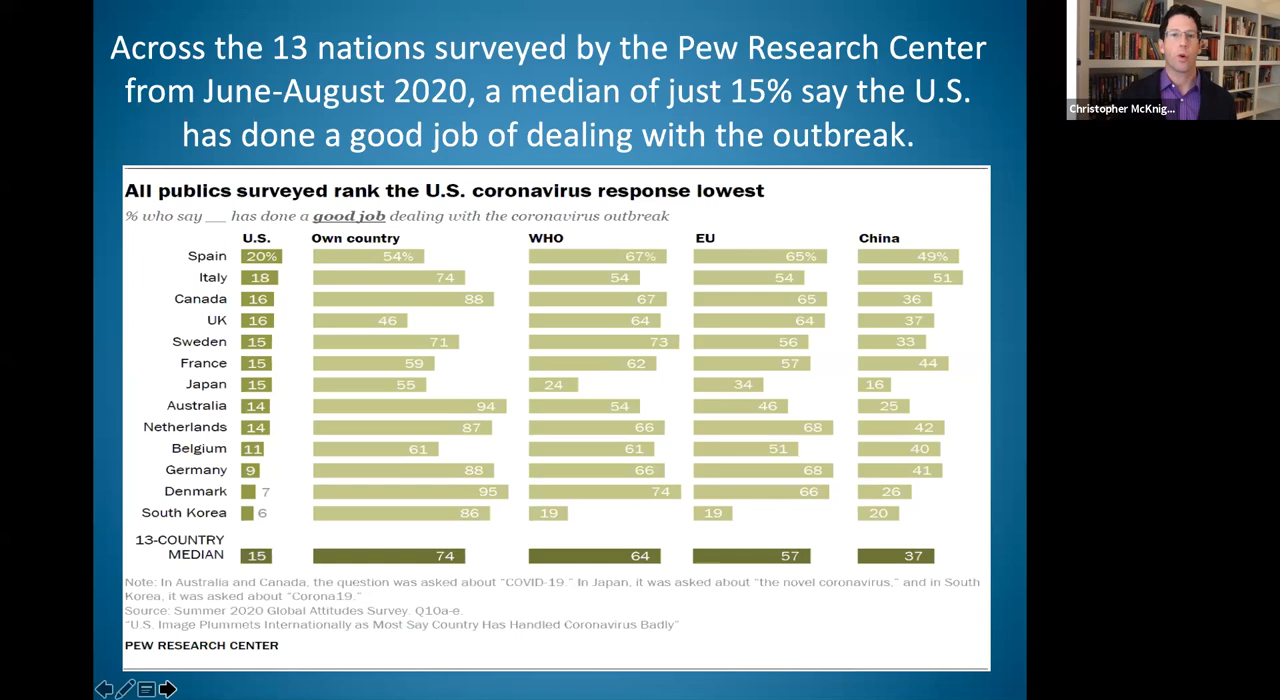 Across the 13 nations surveyed by the Pew Research Center
from June-August 2020, a median of just 15% say the U.S.
has done a good job of dealing with the outbreak.
Christopher McKnig...
All publics surveyed rank the U.S. coronavirus response lowest
% who say __ has done a good job dealing with the coronavirus outbreak
U.S. Own country WHO EU China
Spain 20% 54% 67% 65% 49%
Italy 18 74 54 54 51
Canada 16 88 67 65 36
UK 16 46 64 64 37
Sweden 15 71 73 56 33
France 15 59 62 57 44
Japan 15 55 24 34 16
Australia 14 94 54 46 25
Netherlands 14 87 66 68 42
Belgium 11 61 61 51 40
Germany 9 88 66 68 41
Denmark 7 95 74 66 26
South Korea 6 86 19 19 20
13-COUNTRY
MEDIAN 15 74 64 57 37
Note: In Australia and Canada, the question was asked about “COVID-19.” In Japan, it was asked about “the novel coronavirus,” and in South
Korea, it was asked about “Corona19.”
Source: Summer 2020 Global Attitudes Survey. Q10a-e.
“U.S. Image Plummets Internationally as Most Say Country Has Handled Coronavirus Badly”
PEW RESEARCH CENTER